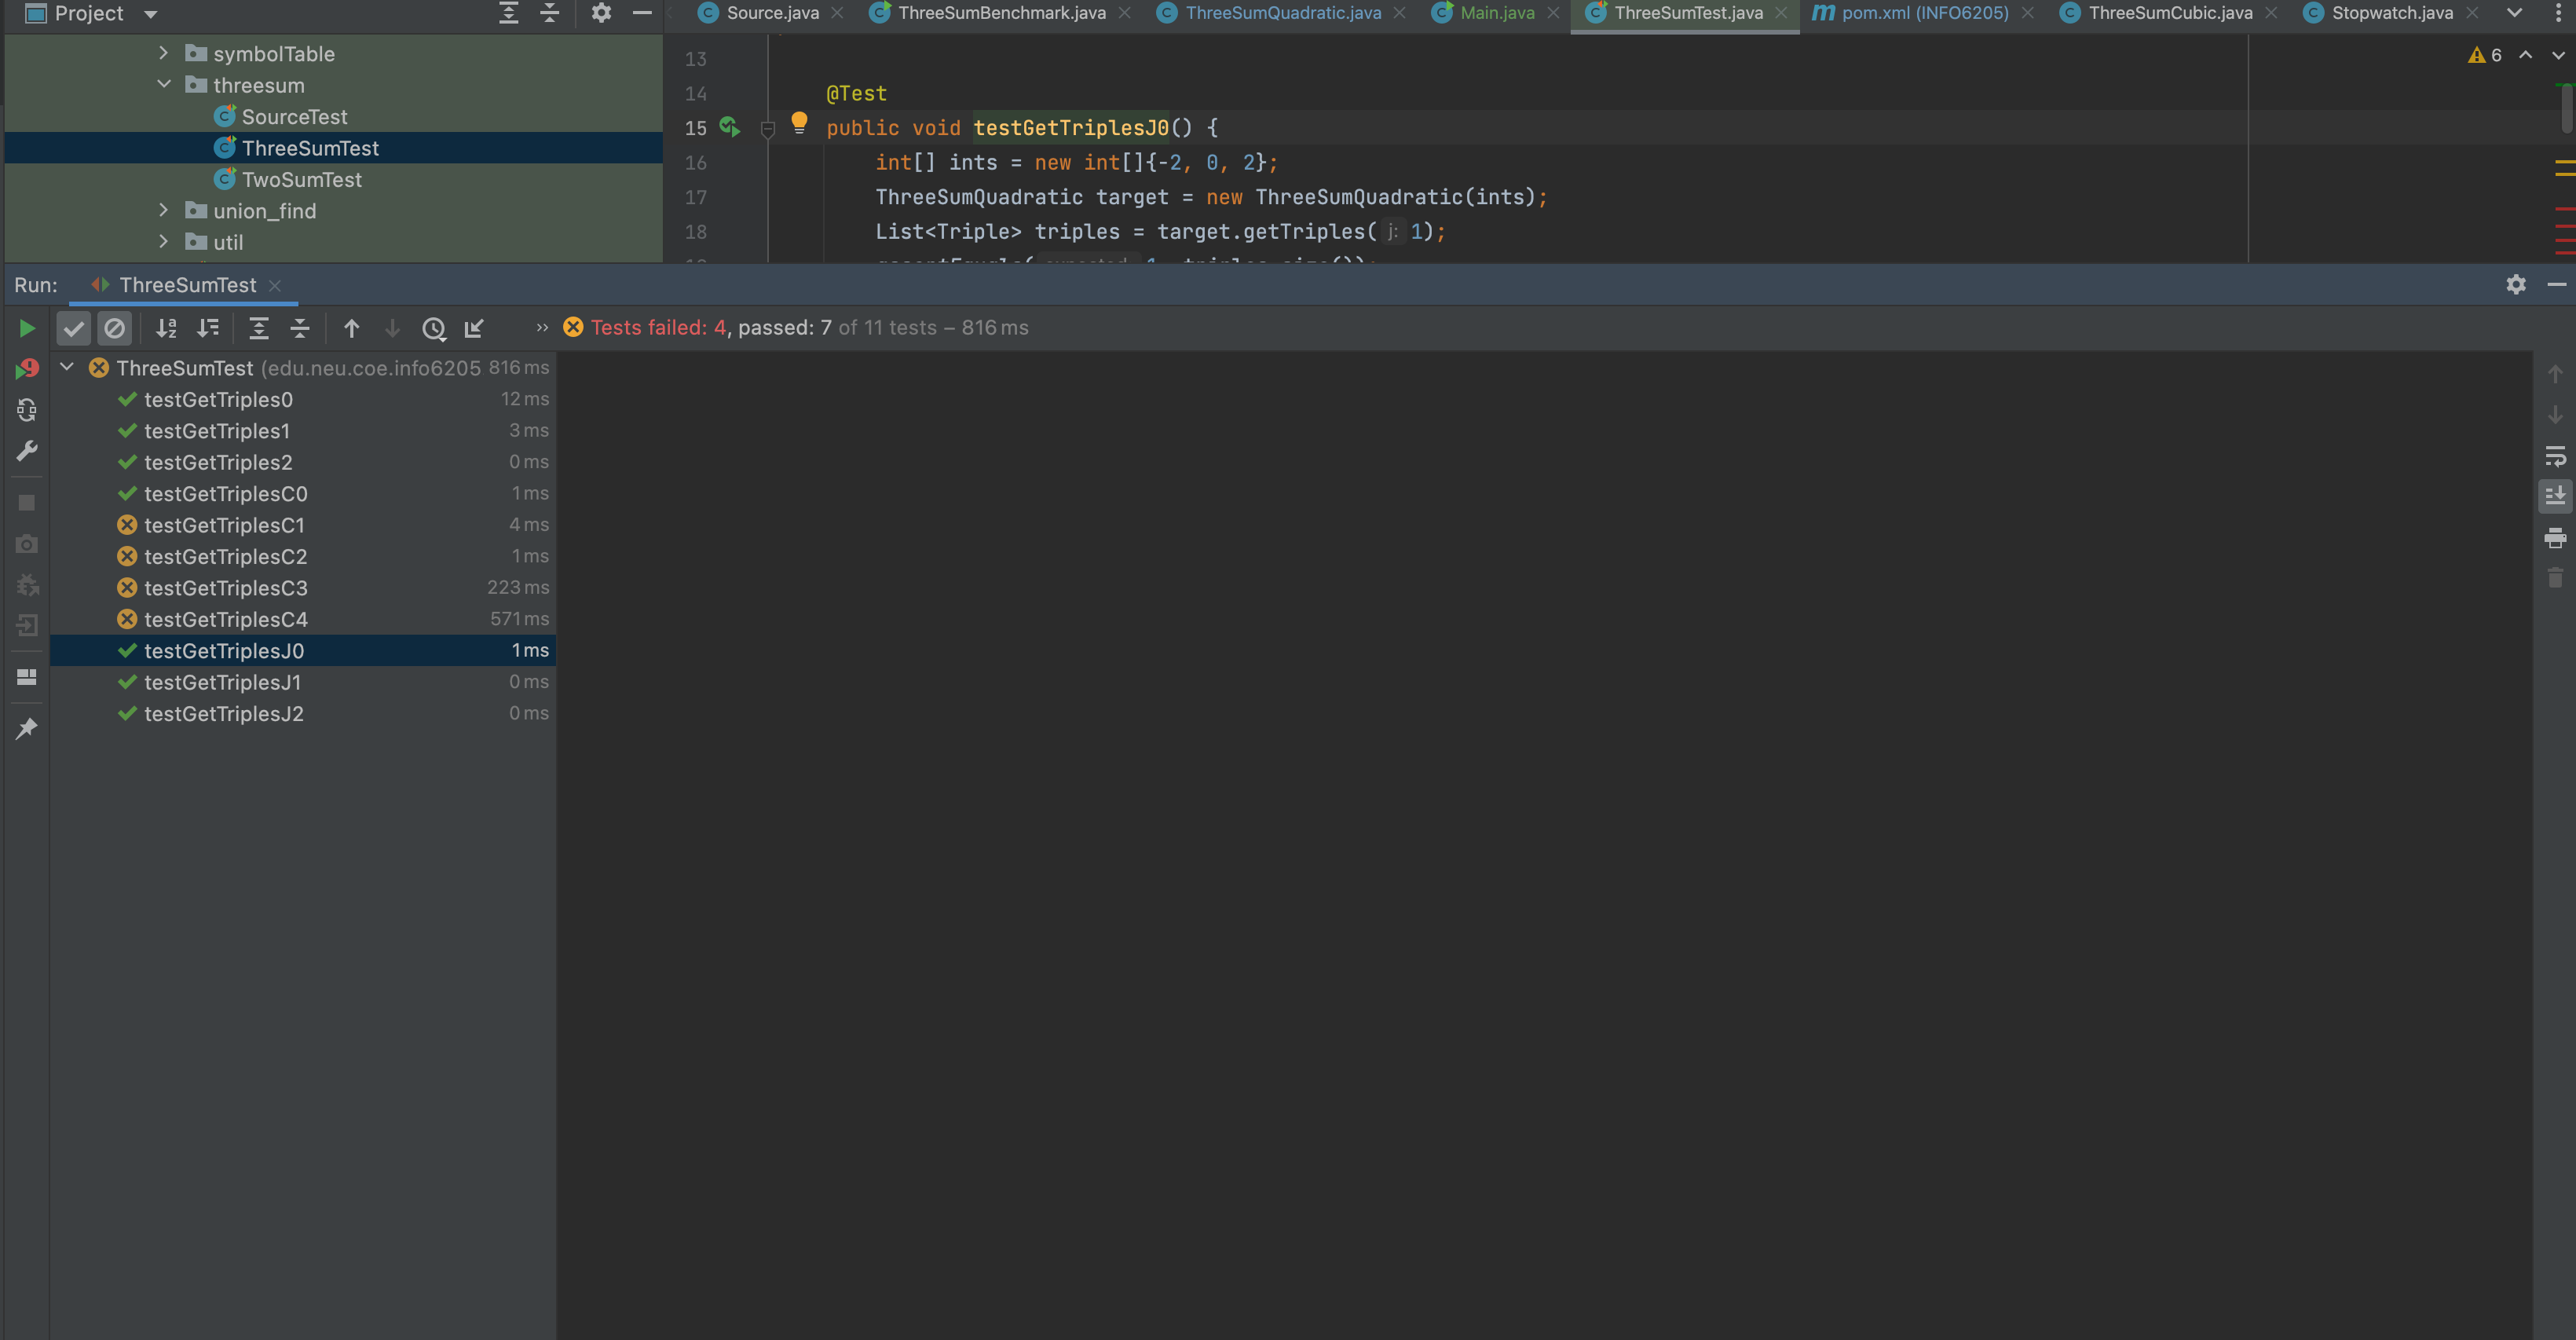 Project
Source.java ThreeSumBenchmark.java ThreeSumQuadratic.java Main.java ThreeSumTest.java pom.xml (INFO6205) ThreeSumCubic.java Stopwatch.java
symbolTable
threesum
SourceTest
ThreeSumTest
TwoSumTest
union_find
util
6
13
14 @Test
15 public void testGetTriplesJ0() {
16 int[] ints = new int[]{-2, 0, 2};
17 ThreeSumQuadratic target = new ThreeSumQuadratic(ints);
18 List<Triple> triples = target.getTriples( j: 1);
Run: ThreeSumTest
Tests failed: 4, passed: 7 of 11 tests – 816 ms
ThreeSumTest (edu.neu.coe.info6205 816 ms
testGetTriples0 12 ms
testGetTriples1 3 ms
testGetTriples2 0 ms
testGetTriplesC0 1 ms
testGetTriplesC1 4 ms
testGetTriplesC2 1 ms
testGetTriplesC3 223 ms
testGetTriplesC4 571 ms
testGetTriplesJ0 1 ms
testGetTriplesJ1 0 ms
testGetTriplesJ2 0 ms